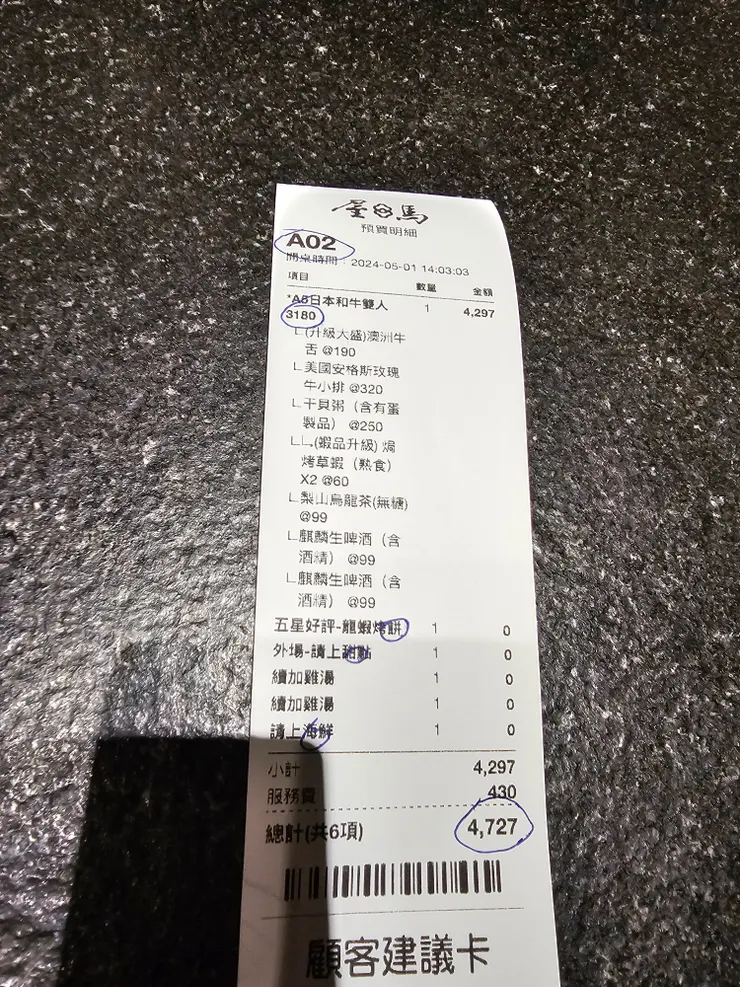 屋馬
預買明細
A02
開桌時間：2024-05-01 14:03:03
項目 數量 金額
*A5日本和牛雙人 1 4,297
3180
└(升級大盛)澳洲牛
舌 @190
└美國安格斯玫瑰
牛小排 @320
└干貝粥（含有蛋
製品） @250
└└(蝦品升級) 焗
烤草蝦（熟食）
X2 @60
└梨山烏龍茶(無糖)
@99
└麒麟生啤酒（含
酒精） @99
└麒麟生啤酒（含
酒精） @99
五星好評-龍蝦烤餅 1 0
外場-請上甜點 1 0
續加雞湯 1 0
續加雞湯 1 0
請上海鮮 1 0
小計 4,297
服務費 430
總計(共6項) 4,727
顧客建議卡